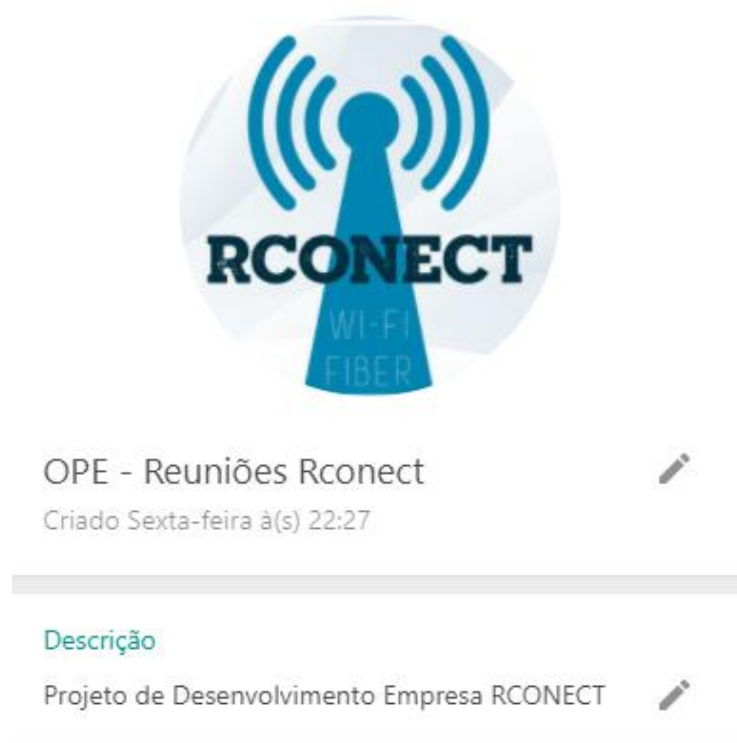 RCONECT
WI-FI
FIBER
OPE - Reuniões Rconect
Criado Sexta-feira à(s) 22:27
Descrição
Projeto de Desenvolvimento Empresa RCONECT